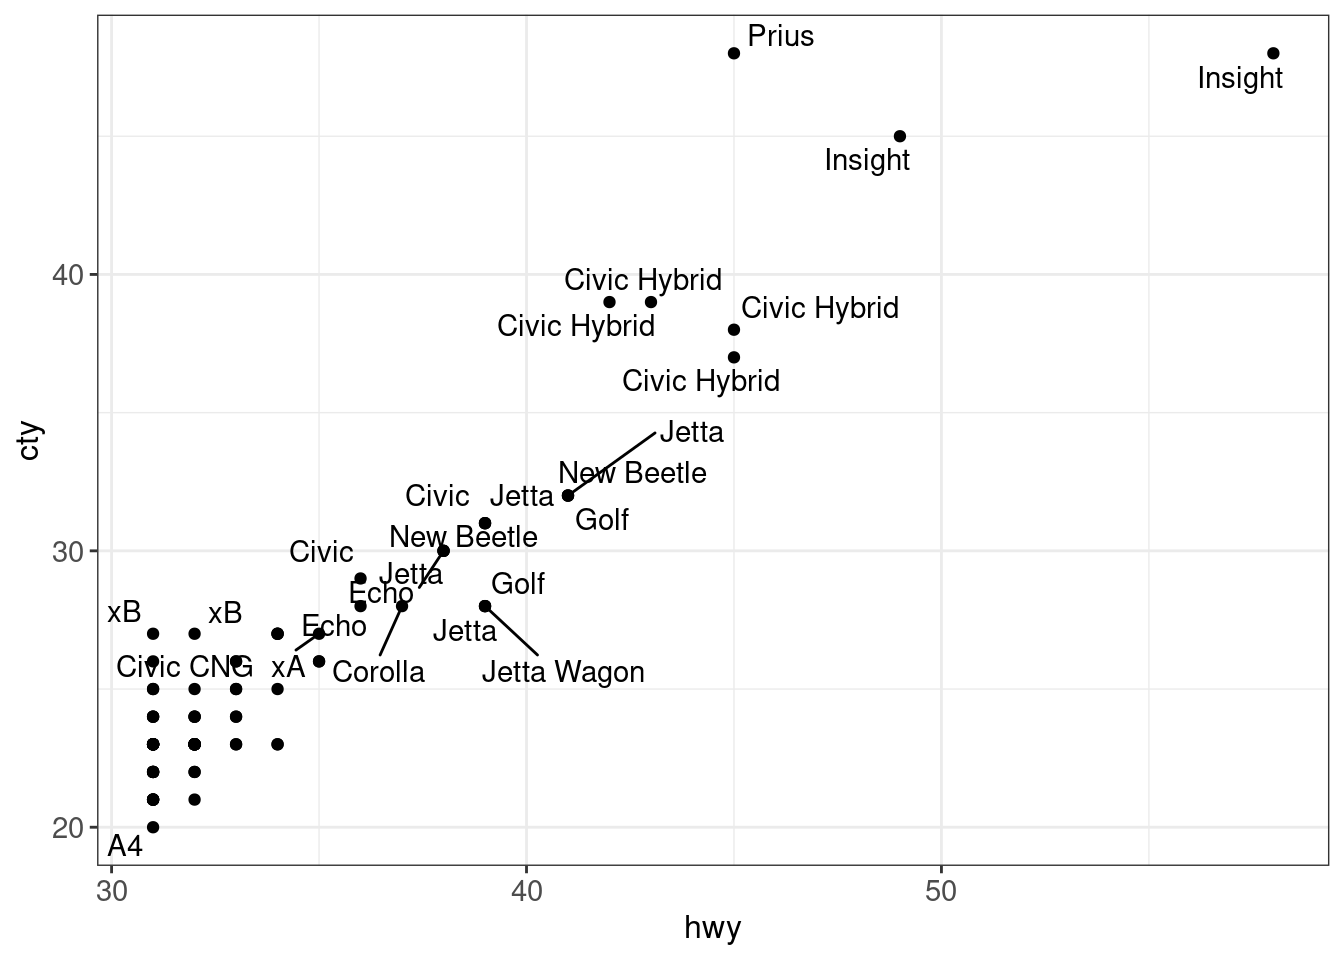 Prius
Insight
Insight
40
Civic Hybrid
Civic Hybrid
Civic Hybrid
Civic Hybrid
Jetta
cty
New Beetle
Civic
Jetta
Golf
New Beetle
30
Civic
Jetta
Golf
Echo
xB
xB
Echo
Jetta
Civic CNG
xA
Corolla
Jetta Wagon
20
A4
30
40
50
hwy